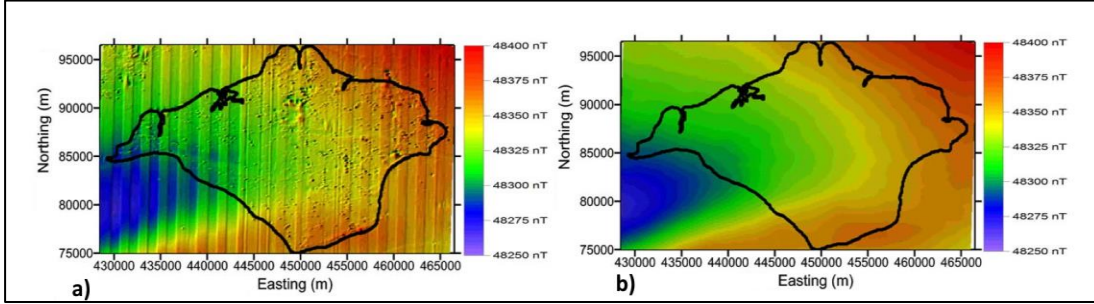 95000
90000
85000
80000
75000
Northing (m)
430000 435000 440000 445000 450000 455000 460000 465000
Easting (m)
48400 nT
48375 nT
48350 nT
48325 nT
48300 nT
48275 nT
48250 nT
a)
95000
90000
85000
80000
75000
Northing (m)
430000 435000 440000 445000 450000 455000 460000 465000
Easting (m)
48400 nT
48375 nT
48350 nT
48325 nT
48300 nT
48275 nT
48250 nT
b)